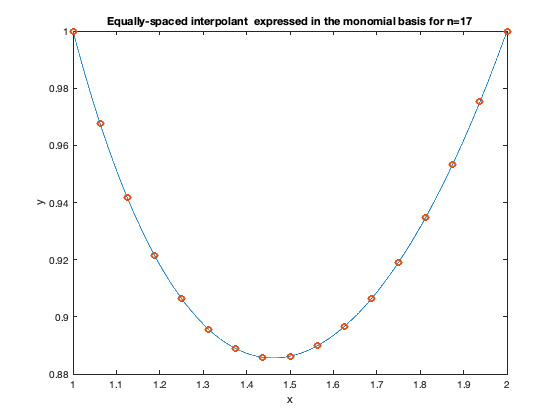 Equally-spaced interpolant  expressed in the monomial basis for n=17
1
0.98
0.96
0.94
0.92
0.9
0.88
y
1 1.1 1.2 1.3 1.4 1.5 1.6 1.7 1.8 1.9 2
x